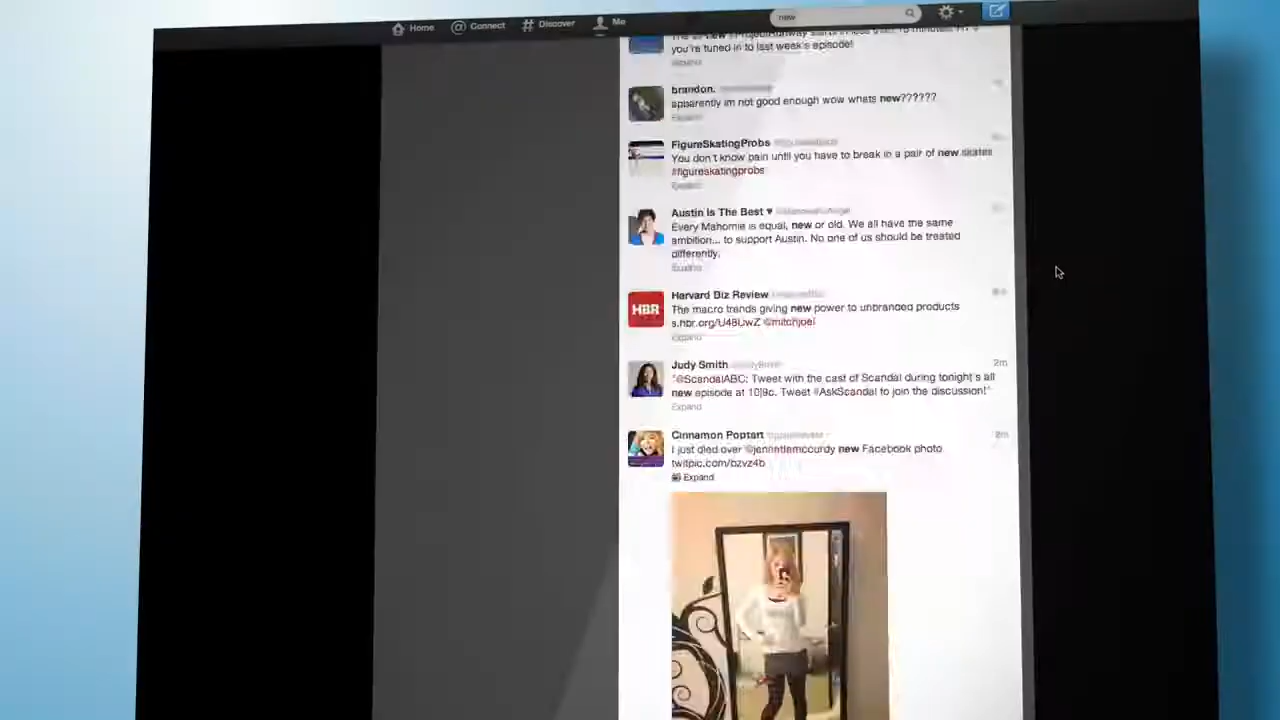 Home
Connect
Discover
Me
new
you're tuned in to last week's episode!
Expand
brandon.
apparently im not good enough wow whats new??????
Expand
FigureSkatingProbs
You don't know pain until you have to break in a pair of new skates
#figureskatingprobs
Expand
Austin Is The Best ♥
Every Mahomie is equal, new or old. We all have the same
ambition... to support Austin. No one of us should be treated
differently.
Expand
HBR
Harvard Biz Review
The macro trends giving new power to unbranded products
s.hbr.org/U48UwZ @mitchjoel
Expand
Judy Smith
2m
"@ScandalABC: Tweet with the cast of Scandal during tonight's all
new episode at 10|9c. Tweet #AskScandal to join the discussion!"
Expand
Cinnamon Poptart
2m
I just died over @jennettemccurdy new Facebook photo
twitpic.com/bzvz4b
Expand